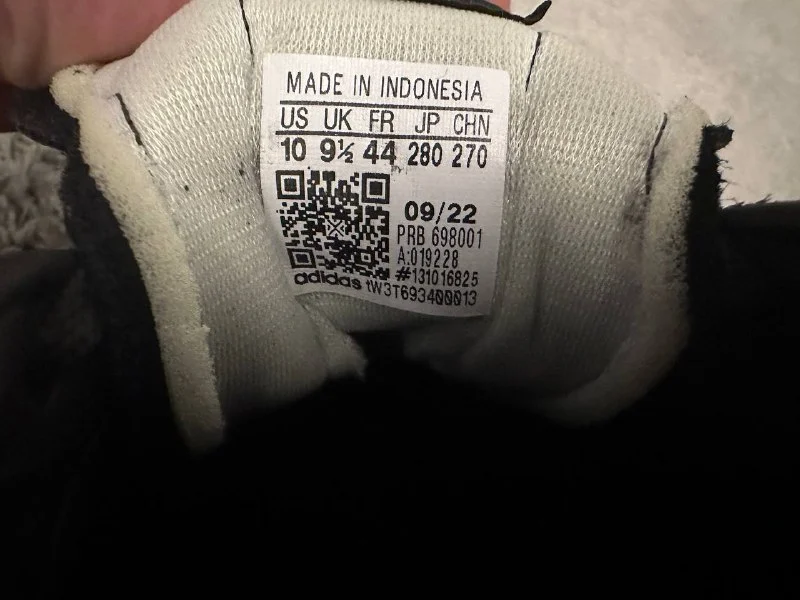 MADE IN INDONESIA
US UK FR JP CHN
10 9½ 44 280 270
09/22
PRB 698001
A:019228
#131016825
adidas tW3T693400013